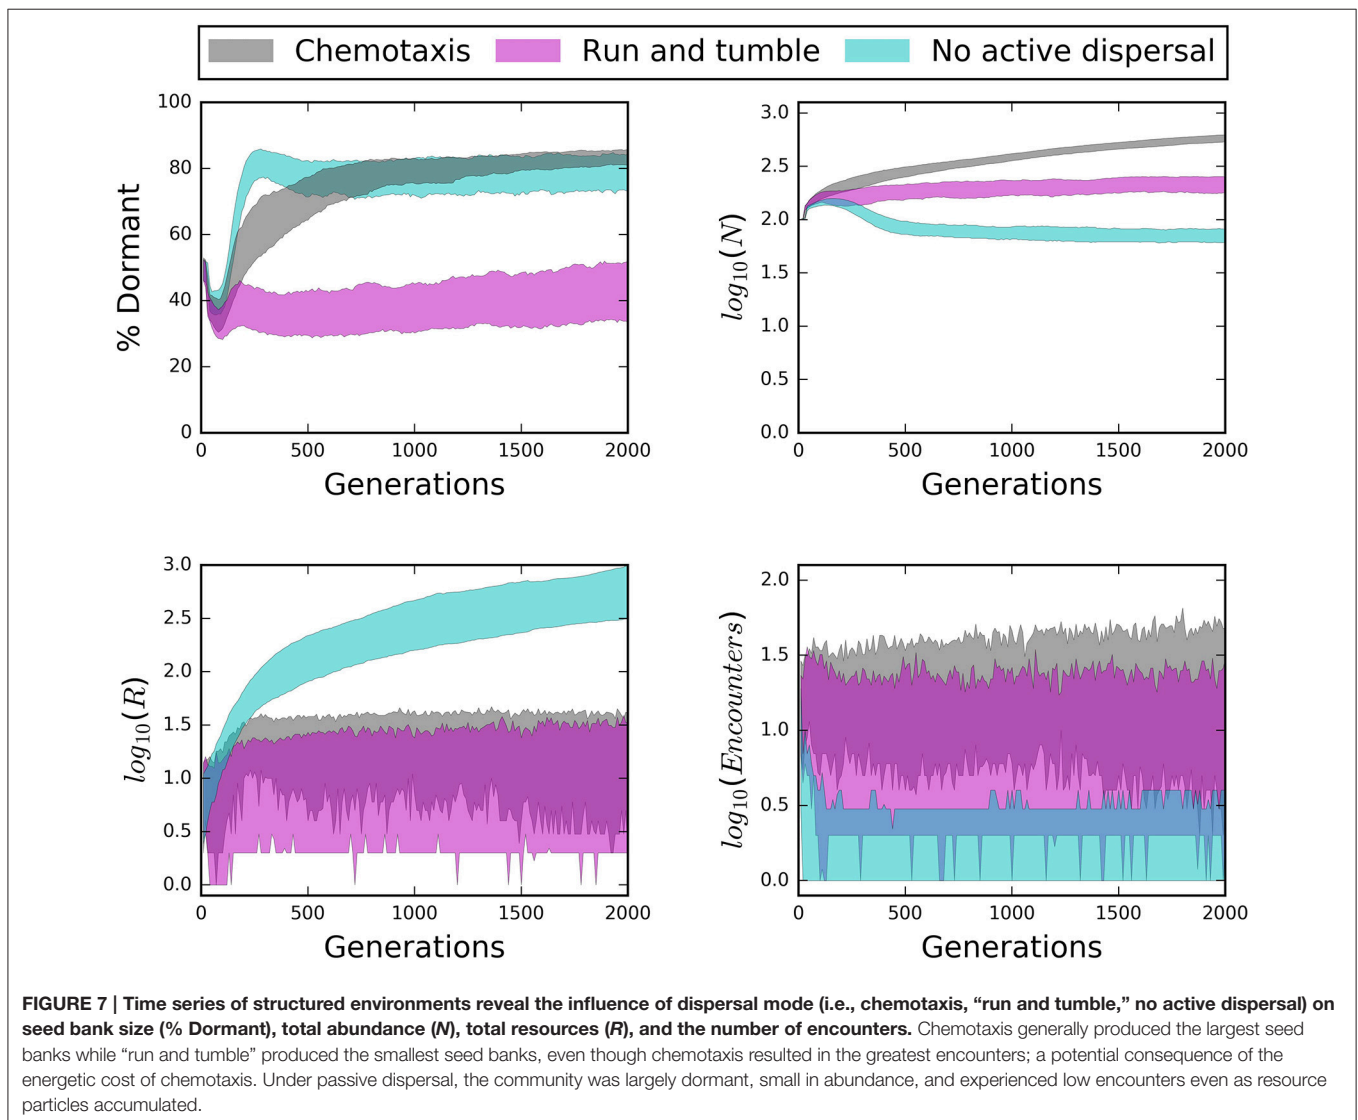 Chemotaxis Run and tumble No active dispersal
100
80
60
40
20
0
% Dormant
0 500 1000 1500 2000
Generations
3.0
2.5
2.0
1.5
1.0
0.5
0.0
log10(N)
0 500 1000 1500 2000
Generations
3.0
2.5
2.0
1.5
1.0
0.5
0.0
log10(R)
0 500 1000 1500 2000
Generations
2.0
1.5
1.0
0.5
0.0
log10(Encounters)
0 500 1000 1500 2000
Generations
FIGURE 7 | Time series of structured environments reveal the influence of dispersal mode (i.e., chemotaxis, “run and tumble,” no active dispersal) on
seed bank size (% Dormant), total abundance (N), total resources (R), and the number of encounters. Chemotaxis generally produced the largest seed
banks while “run and tumble” produced the smallest seed banks, even though chemotaxis resulted in the greatest encounters; a potential consequence of the
energetic cost of chemotaxis. Under passive dispersal, the community was largely dormant, small in abundance, and experienced low encounters even as resource
particles accumulated.